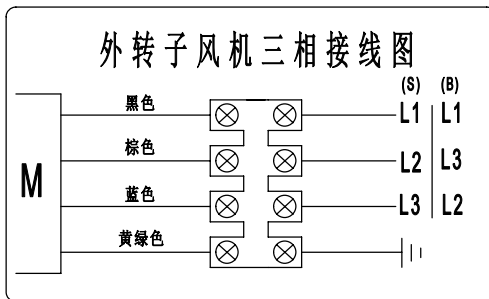 外转子风机三相接线图
(S) (B)
黑色 L1 L1
棕色 L2 L3
M
蓝色 L3 L2
黄绿色